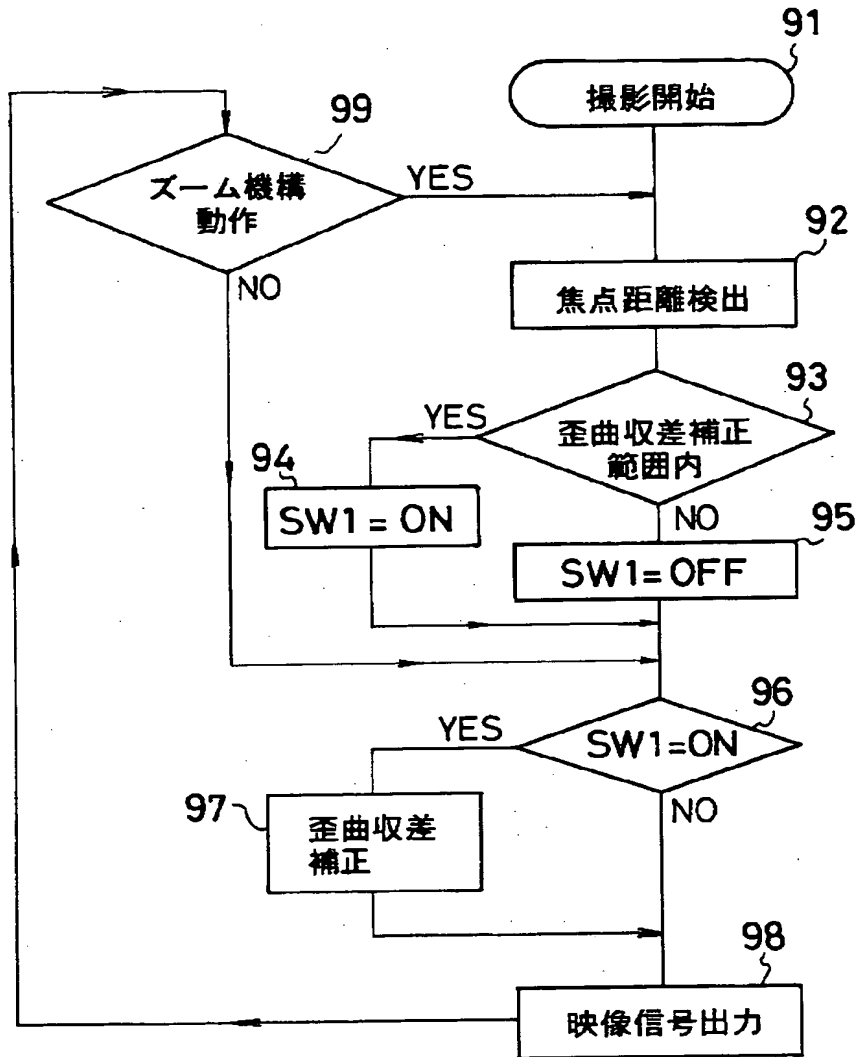 91
撮影開始
99
ズーム機構
動作
YES
NO
92
焦点距離検出
93
歪曲収差補正
範囲内
YES
NO
94
SW1=ON
95
SW1=OFF
96
SW1=ON
YES
NO
97
歪曲収差
補正
98
映像信号出力